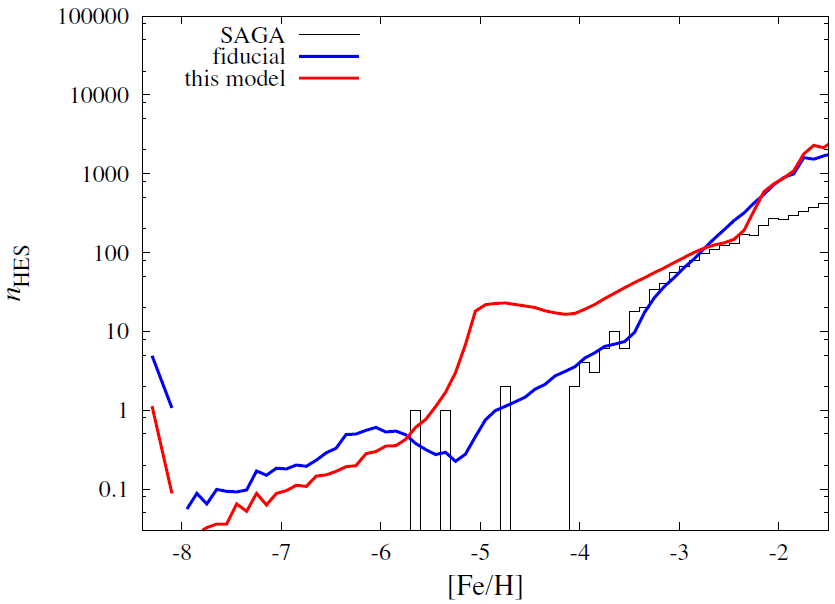 100000
10000
1000
100
10
1
0.1
SAGA
fiducial
this model
n_HES
-8 -7 -6 -5 -4 -3 -2
[Fe/H]